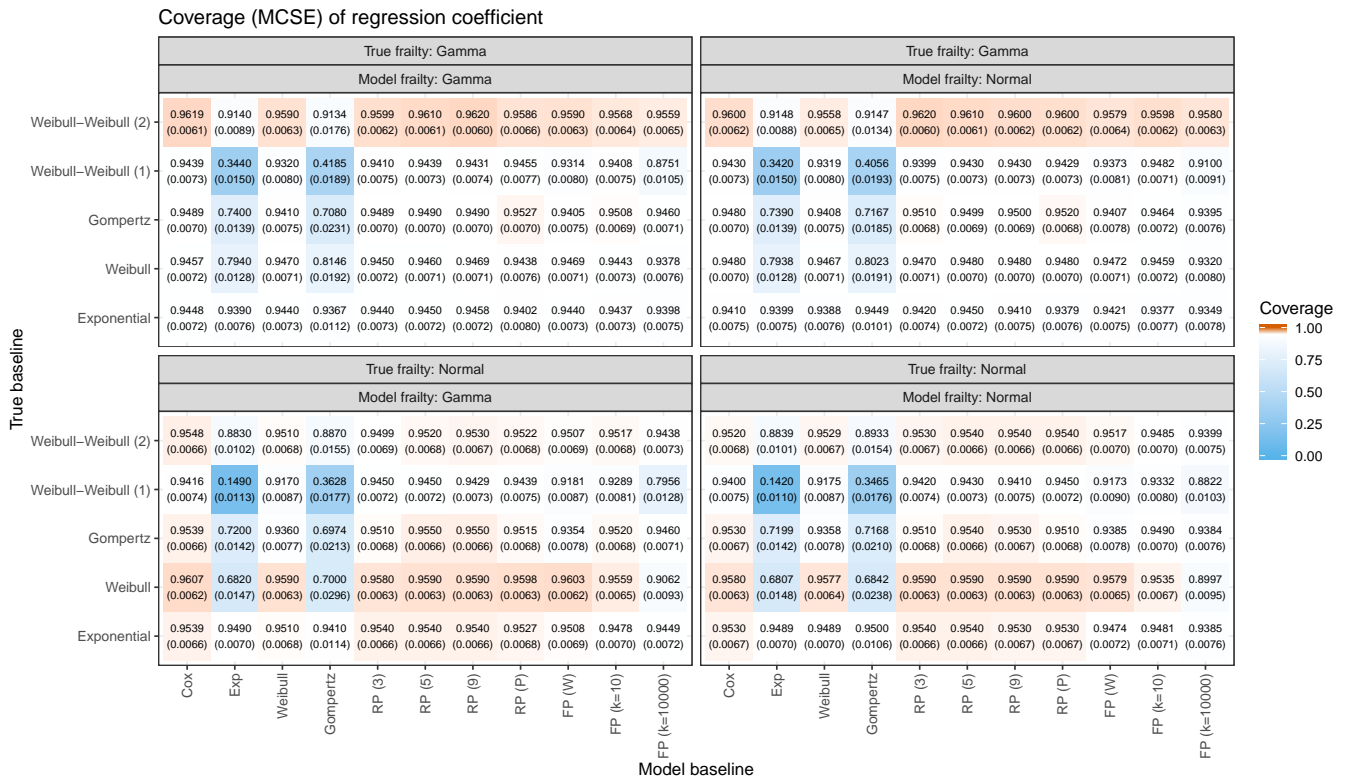 Coverage (MCSE) of regression coefficient
True frailty: Gamma
Model frailty: Gamma
Weibull–Weibull (2) 0.9619 0.9140 0.9590 0.9134 0.9599 0.9610 0.9620 0.9586 0.9590 0.9568 0.9559
(0.0061) (0.0089) (0.0063) (0.0176) (0.0062) (0.0061) (0.0060) (0.0066) (0.0063) (0.0064) (0.0065)
Weibull–Weibull (1) 0.9439 0.3440 0.9320 0.4185 0.9410 0.9439 0.9431 0.9455 0.9314 0.9408 0.8751
(0.0073) (0.0150) (0.0080) (0.0189) (0.0075) (0.0073) (0.0074) (0.0077) (0.0080) (0.0075) (0.0105)
Gompertz 0.9489 0.7400 0.9410 0.7080 0.9489 0.9490 0.9490 0.9527 0.9405 0.9508 0.9460
(0.0070) (0.0139) (0.0075) (0.0231) (0.0070) (0.0070) (0.0070) (0.0070) (0.0075) (0.0069) (0.0071)
Weibull 0.9457 0.7940 0.9470 0.8146 0.9450 0.9460 0.9469 0.9438 0.9469 0.9443 0.9378
(0.0072) (0.0128) (0.0071) (0.0192) (0.0072) (0.0071) (0.0071) (0.0076) (0.0071) (0.0073) (0.0076)
Exponential 0.9448 0.9390 0.9440 0.9367 0.9440 0.9450 0.9458 0.9402 0.9440 0.9437 0.9398
(0.0072) (0.0076) (0.0073) (0.0112) (0.0073) (0.0072) (0.0072) (0.0080) (0.0073) (0.0073) (0.0075)
True frailty: Gamma
Model frailty: Normal
0.9600 0.9148 0.9558 0.9147 0.9620 0.9610 0.9600 0.9600 0.9579 0.9598 0.9580
(0.0062) (0.0088) (0.0065) (0.0134) (0.0060) (0.0061) (0.0062) (0.0062) (0.0064) (0.0062) (0.0063)
0.9430 0.3420 0.9319 0.4056 0.9399 0.9430 0.9430 0.9429 0.9373 0.9482 0.9100
(0.0073) (0.0150) (0.0080) (0.0193) (0.0075) (0.0073) (0.0073) (0.0073) (0.0081) (0.0071) (0.0091)
0.9480 0.7390 0.9408 0.7167 0.9510 0.9499 0.9500 0.9520 0.9407 0.9464 0.9395
(0.0070) (0.0139) (0.0075) (0.0185) (0.0068) (0.0069) (0.0069) (0.0068) (0.0078) (0.0072) (0.0076)
0.9480 0.7938 0.9467 0.8023 0.9470 0.9480 0.9480 0.9480 0.9472 0.9459 0.9320
(0.0070) (0.0128) (0.0071) (0.0191) (0.0071) (0.0070) (0.0070) (0.0070) (0.0071) (0.0072) (0.0080)
0.9410 0.9399 0.9388 0.9449 0.9420 0.9450 0.9410 0.9379 0.9421 0.9377 0.9349
(0.0075) (0.0075) (0.0076) (0.0101) (0.0074) (0.0072) (0.0075) (0.0076) (0.0075) (0.0077) (0.0078)
True frailty: Normal
Model frailty: Gamma
Weibull–Weibull (2) 0.9548 0.8830 0.9510 0.8870 0.9499 0.9520 0.9530 0.9522 0.9507 0.9517 0.9438
(0.0066) (0.0102) (0.0068) (0.0155) (0.0069) (0.0068) (0.0067) (0.0068) (0.0069) (0.0068) (0.0073)
Weibull–Weibull (1) 0.9416 0.1490 0.9170 0.3628 0.9450 0.9450 0.9429 0.9439 0.9181 0.9289 0.7956
(0.0074) (0.0113) (0.0087) (0.0177) (0.0072) (0.0072) (0.0073) (0.0075) (0.0087) (0.0081) (0.0128)
Gompertz 0.9539 0.7200 0.9360 0.6974 0.9510 0.9550 0.9550 0.9515 0.9354 0.9520 0.9460
(0.0066) (0.0142) (0.0077) (0.0213) (0.0068) (0.0066) (0.0066) (0.0068) (0.0078) (0.0068) (0.0071)
Weibull 0.9607 0.6820 0.9590 0.7000 0.9580 0.9590 0.9590 0.9598 0.9603 0.9559 0.9062
(0.0062) (0.0147) (0.0063) (0.0296) (0.0063) (0.0063) (0.0063) (0.0063) (0.0062) (0.0065) (0.0093)
Exponential 0.9539 0.9490 0.9510 0.9410 0.9540 0.9540 0.9540 0.9527 0.9508 0.9478 0.9449
(0.0066) (0.0070) (0.0068) (0.0114) (0.0066) (0.0066) (0.0066) (0.0068) (0.0069) (0.0070) (0.0072)
True frailty: Normal
Model frailty: Normal
0.9520 0.8839 0.9529 0.8933 0.9530 0.9540 0.9540 0.9540 0.9517 0.9485 0.9399
(0.0068) (0.0101) (0.0067) (0.0154) (0.0067) (0.0066) (0.0066) (0.0066) (0.0069) (0.0070) (0.0075)
0.9400 0.1420 0.9175 0.3465 0.9420 0.9430 0.9410 0.9450 0.9173 0.9332 0.8822
(0.0075) (0.0110) (0.0087) (0.0176) (0.0074) (0.0073) (0.0075) (0.0072) (0.0090) (0.0080) (0.0103)
0.9530 0.7199 0.9358 0.7168 0.9510 0.9540 0.9530 0.9510 0.9385 0.9490 0.9384
(0.0067) (0.0142) (0.0078) (0.0210) (0.0068) (0.0066) (0.0067) (0.0068) (0.0078) (0.0070) (0.0076)
0.9580 0.6807 0.9577 0.6842 0.9590 0.9590 0.9590 0.9590 0.9579 0.9535 0.8997
(0.0063) (0.0148) (0.0064) (0.0238) (0.0063) (0.0063) (0.0063) (0.0063) (0.0065) (0.0067) (0.0095)
0.9530 0.9489 0.9489 0.9500 0.9530 0.9540 0.9530 0.9530 0.9474 0.9481 0.9385
(0.0067) (0.0070) (0.0070) (0.0106) (0.0066) (0.0066) (0.0067) (0.0067) (0.0072) (0.0071) (0.0076)
Cox Exp Weibull Gompertz RP (3) RP (5) RP (9) RP (P) FP (W) FP (k=10) FP (k=10000)
Cox Exp Weibull Gompertz RP (3) RP (5) RP (9) RP (P) FP (W) FP (k=10) FP (k=10000)
Model baseline
True baseline
Coverage
1.00
0.75
0.50
0.25
0.00